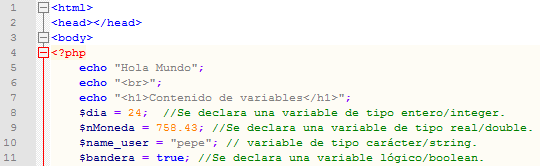 1 <html>
2 <head></head>
3 <body>
4 <?php
5 echo "Hola Mundo";
6 echo "<br>";
7 echo "<h1>Contenido de variables</h1>";
8 $dia = 24;  //Se declara una variable de tipo entero/integer.
9 $nMoneda = 758.43; //Se declara una variable de tipo real/double.
10 $name_user = "pepe"; // variable de tipo carácter/string.
11 $bandera = true; //Se declara una variable lógico/boolean.